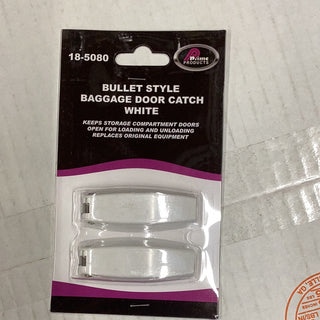 18-5080
Prime
PRODUCTS
BULLET STYLE
BAGGAGE DOOR CATCH
WHITE
KEEPS STORAGE COMPARTMENT DOORS
OPEN FOR LOADING AND UNLOADING
REPLACES ORIGINAL EQUIPMENT